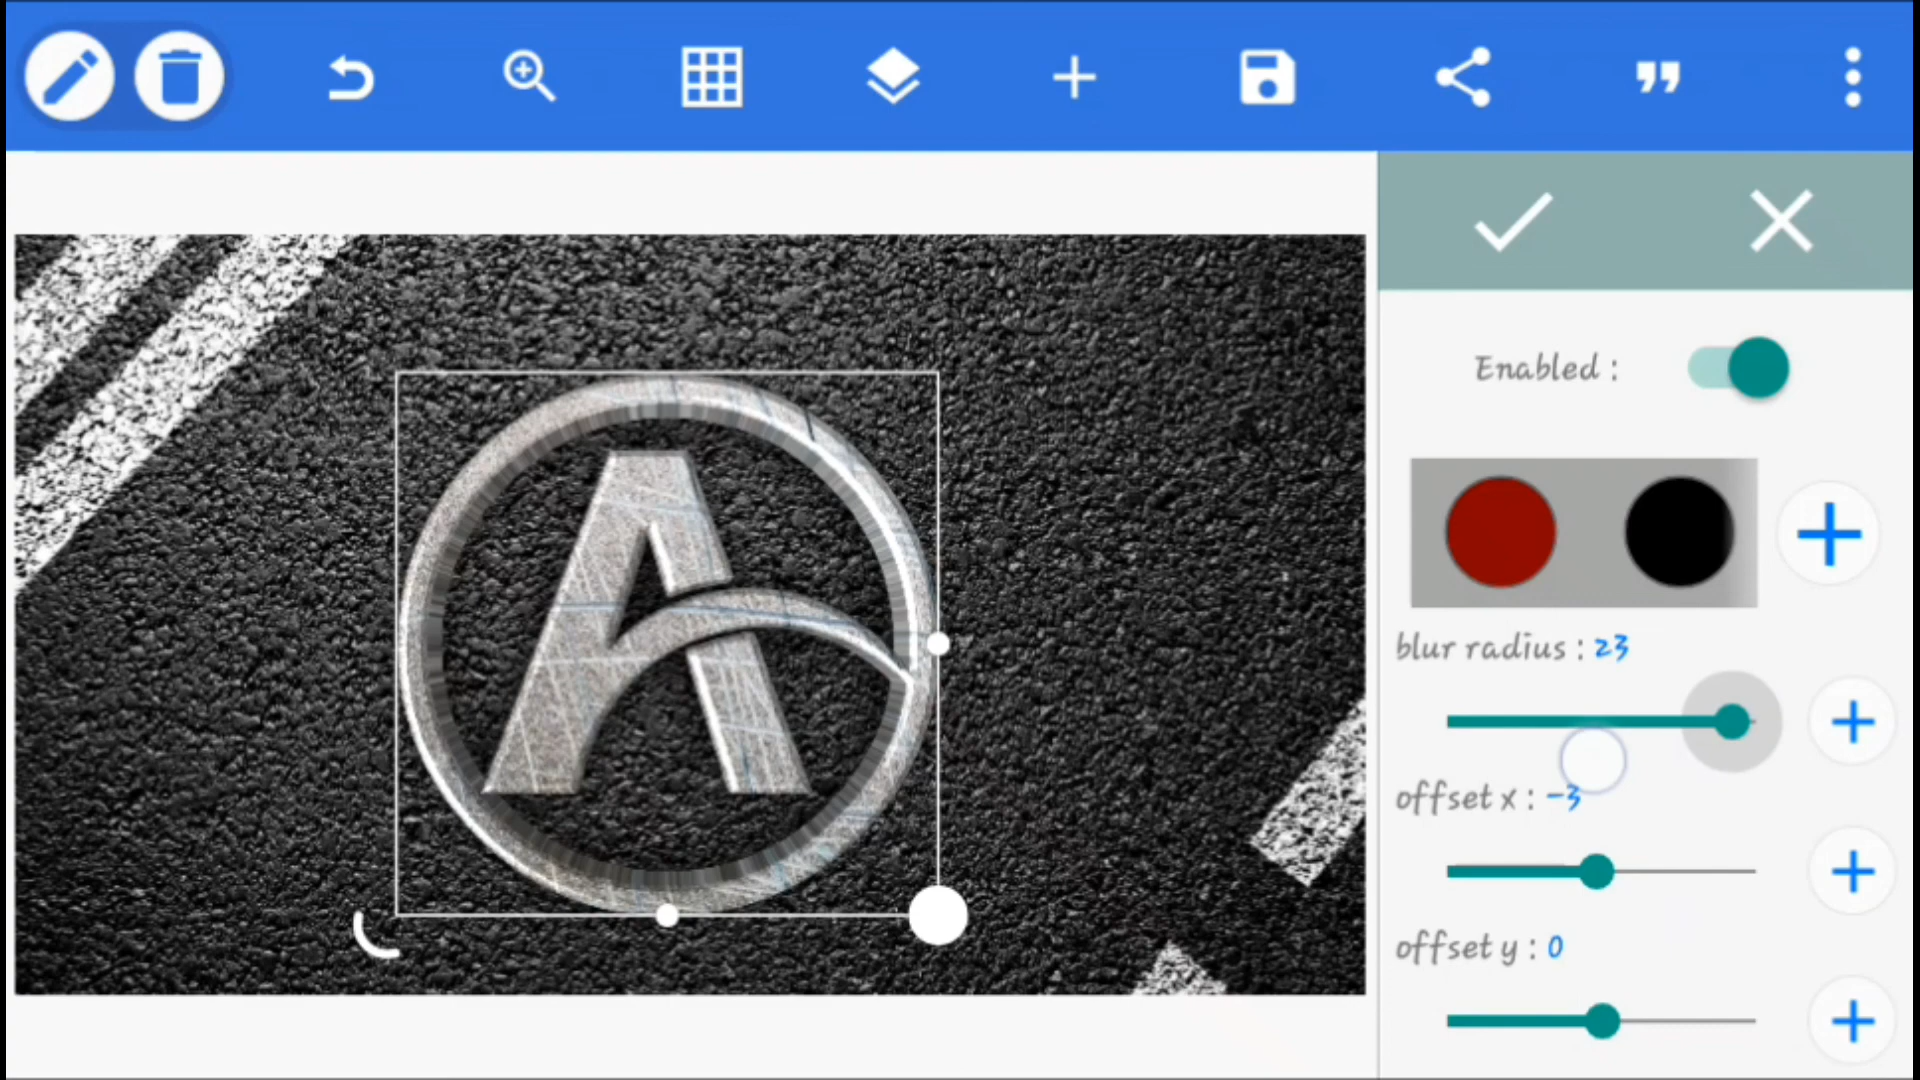 Enabled :
blur radius : 23
offset x : -3
offset y : 0
A